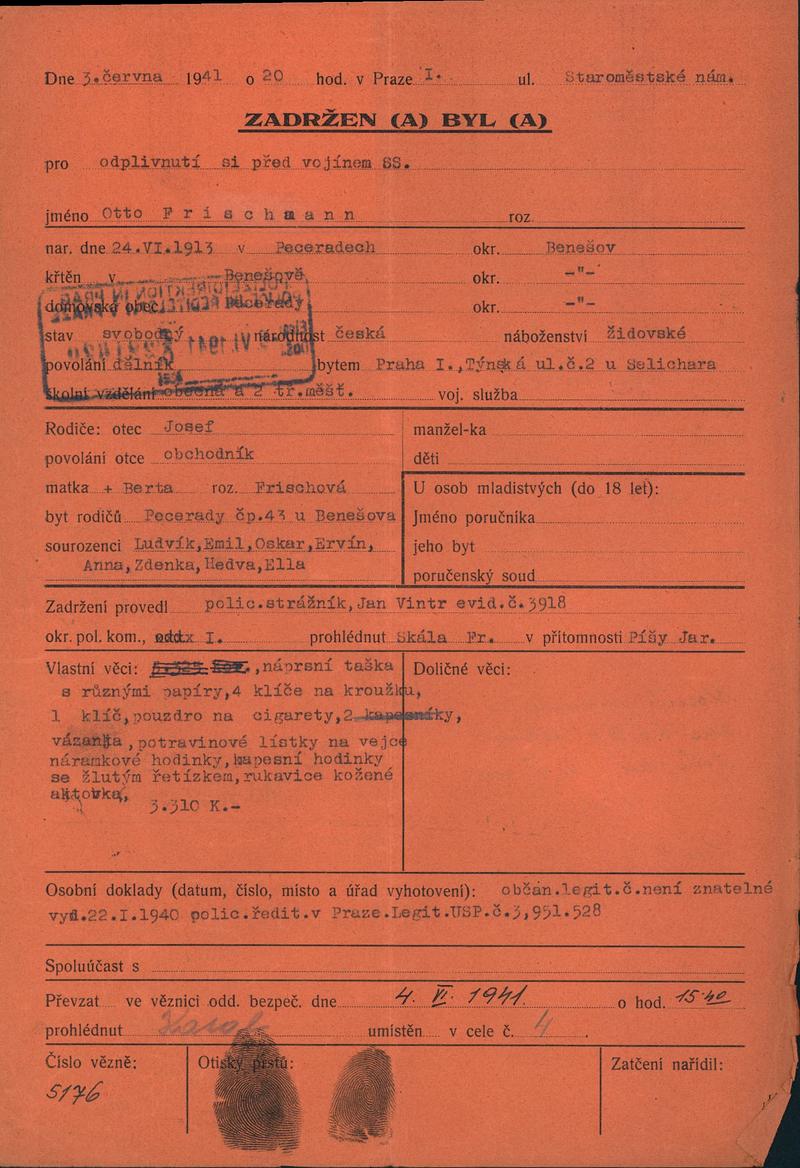 Dne 3.června 1941 o 20 hod. v Praze I. ul. Staroměstské nám.
ZADRŽEN (A) BYL (A)
pro odplivnutí si před vojínem SS.
jméno Otto Frischmann roz.
nar. dne 24.VI.1913 v Peceradech okr. Benešov
křtěn v Benešově okr. -"-
domovská obec Pecerady okr. -"-
stav svobodný národnost česká náboženství židovské
povolání dělník bytem Praha I.,Týnská ul.č.2 u Selichara
školní vzdělání obecná a 2 tř.měšť. voj. služba
Rodiče: otec Josef manžel-ka
povolání otce obchodník děti
matka + Berta roz. Frischová U osob mladistvých (do 18 let):
byt rodičů Pecerady čp.43 u Benešova Jméno poručníka
sourozenci Ludvík,Emil,Oskar,Ervín, jeho byt
Anna,Zdenka,Hedva,Ella poručenský soud
Zadržení provedl polic.strážník,Jan Vintr evid.č.3918
okr. pol. kom., I. prohlédnut Skála Fr. v přítomnosti Píšy Jar.
Vlastní věci: ,náprsní taška Doličné věci:
s různými papíry,4 klíče na kroužku,
1 klíč,pouzdro na cigarety,2 kapesníky,
vázanka,potravinové lístky na vejce
náramkové hodinky,kapesní hodinky
se žlutým řetízkem,rukavice kožené
aktovka,
3.310 K.-
Osobní doklady (datum, číslo, místo a úřad vyhotovení): občan.legit.č.není znatelné
vyd.22.I.1940 polic.ředit.v Praze.Legit.USP.č.3,951.528
Spoluúčast s
Převzat ve věznici odd. bezpeč. dne 4. VI. 1941. o hod. 15 40
prohlédnut umístěn v cele č. 4 .
Číslo vězně: Otisky prstů: Zatčení nařídil:
5176